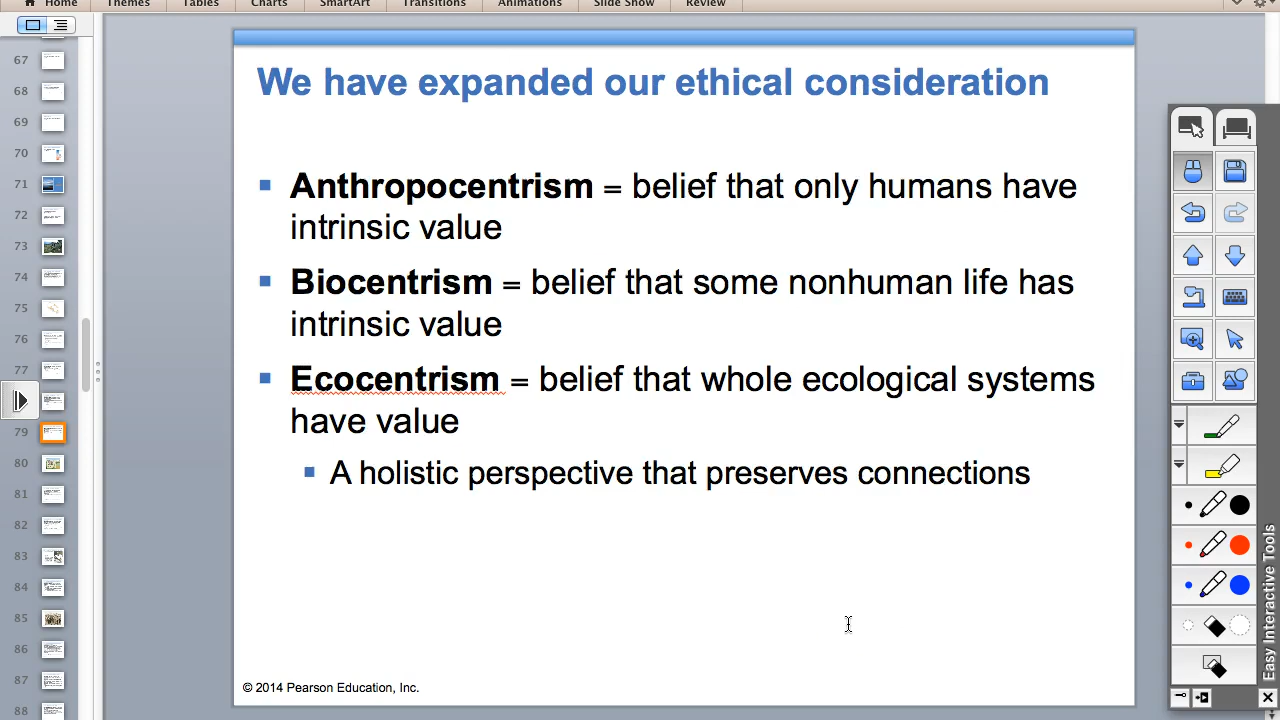 Home Themes Tables Charts SmartArt Transitions Animations Slide Show Review
67
68
69
70
71
72
73
74
75
76
77
79
80
81
82
83
84
85
86
87
88
We have expanded our ethical consideration
Anthropocentrism = belief that only humans have
intrinsic value
Biocentrism = belief that some nonhuman life has
intrinsic value
Ecocentrism = belief that whole ecological systems
have value
A holistic perspective that preserves connections
© 2014 Pearson Education, Inc.
Easy Interactive Tools